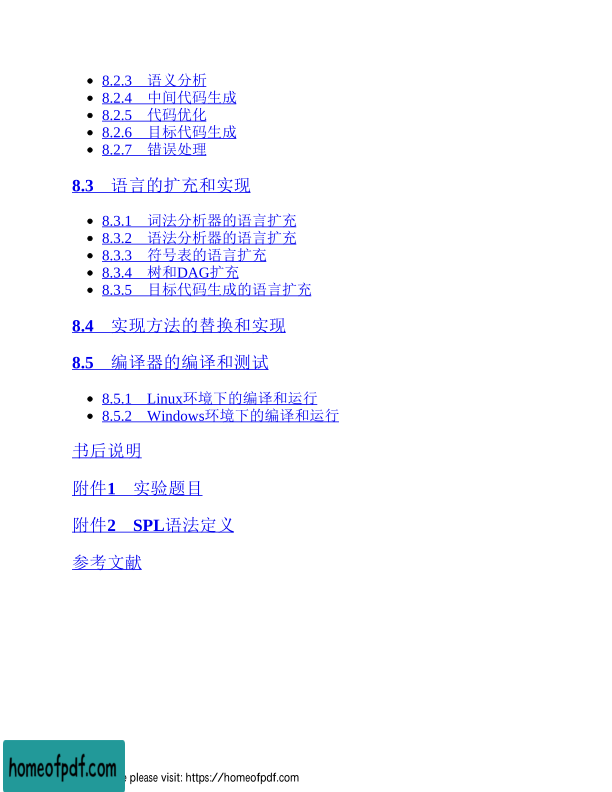 8.2.3 语义分析
8.2.4 中间代码生成
8.2.5 代码优化
8.2.6 目标代码生成
8.2.7 错误处理
8.3 语言的扩充和实现
8.3.1 词法分析器的语言扩充
8.3.2 语法分析器的语言扩充
8.3.3 符号表的语言扩充
8.3.4 树和DAG扩充
8.3.5 目标代码生成的语言扩充
8.4 实现方法的替换和实现
8.5 编译器的编译和测试
8.5.1 Linux环境下的编译和运行
8.5.2 Windows环境下的编译和运行
书后说明
附件1 实验题目
附件2 SPL语法定义
参考文献
homeofpdf.com
please visit: https://homeofpdf.com